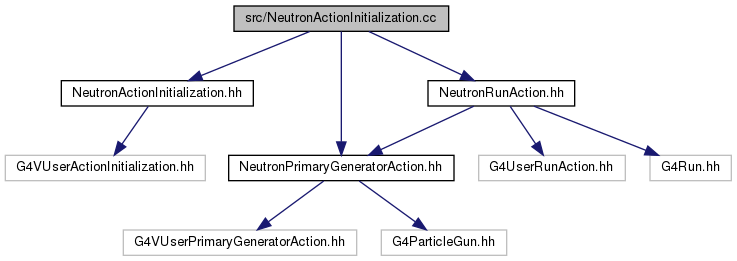 src/NeutronActionInitialization.cc
NeutronActionInitialization.hh
NeutronRunAction.hh
G4VUserActionInitialization.hh
NeutronPrimaryGeneratorAction.hh
G4UserRunAction.hh
G4Run.hh
G4VUserPrimaryGeneratorAction.hh
G4ParticleGun.hh